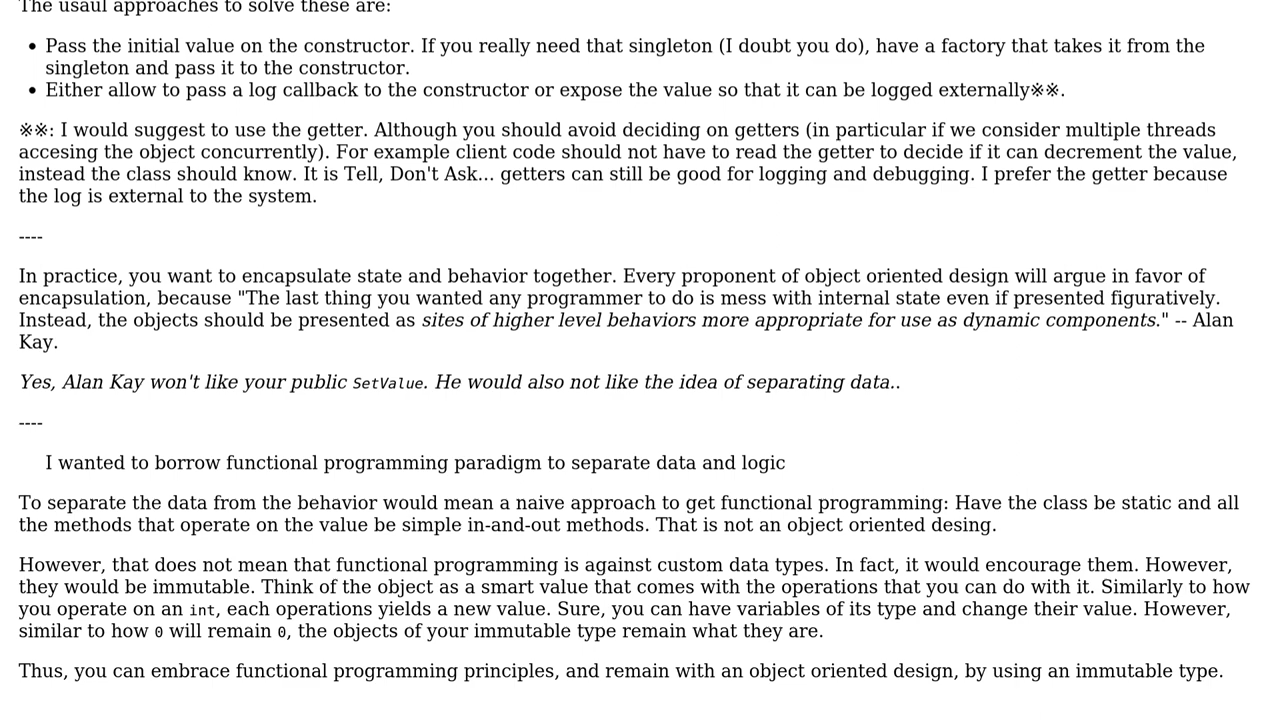 The usaul approaches to solve these are:
• Pass the initial value on the constructor. If you really need that singleton (I doubt you do), have a factory that takes it from the
singleton and pass it to the constructor.
• Either allow to pass a log callback to the constructor or expose the value so that it can be logged externally※※.
※※: I would suggest to use the getter. Although you should avoid deciding on getters (in particular if we consider multiple threads
accesing the object concurrently). For example client code should not have to read the getter to decide if it can decrement the value,
instead the class should know. It is Tell, Don't Ask... getters can still be good for logging and debugging. I prefer the getter because
the log is external to the system.
----
In practice, you want to encapsulate state and behavior together. Every proponent of object oriented design will argue in favor of
encapsulation, because "The last thing you wanted any programmer to do is mess with internal state even if presented figuratively.
Instead, the objects should be presented as sites of higher level behaviors more appropriate for use as dynamic components." -- Alan
Kay.
Yes, Alan Kay won't like your public SetValue. He would also not like the idea of separating data..
----
I wanted to borrow functional programming paradigm to separate data and logic
To separate the data from the behavior would mean a naive approach to get functional programming: Have the class be static and all
the methods that operate on the value be simple in-and-out methods. That is not an object oriented desing.
However, that does not mean that functional programming is against custom data types. In fact, it would encourage them. However,
they would be immutable. Think of the object as a smart value that comes with the operations that you can do with it. Similarly to how
you operate on an int, each operations yields a new value. Sure, you can have variables of its type and change their value. However,
similar to how 0 will remain 0, the objects of your immutable type remain what they are.
Thus, you can embrace functional programming principles, and remain with an object oriented design, by using an immutable type.